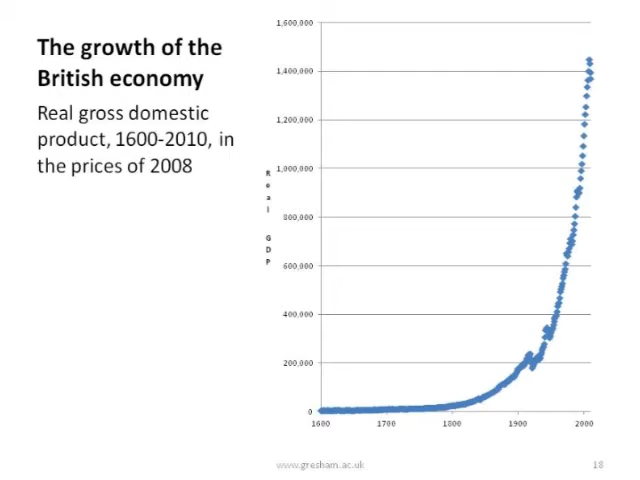 The growth of the
British economy
Real gross domestic
product, 1600-2010, in
the prices of 2008
Real GDP
1,600,000
1,400,000
1,200,000
1,000,000
800,000
600,000
400,000
200,000
0
1600 1700 1800 1900 2000
www.gresham.ac.uk 18